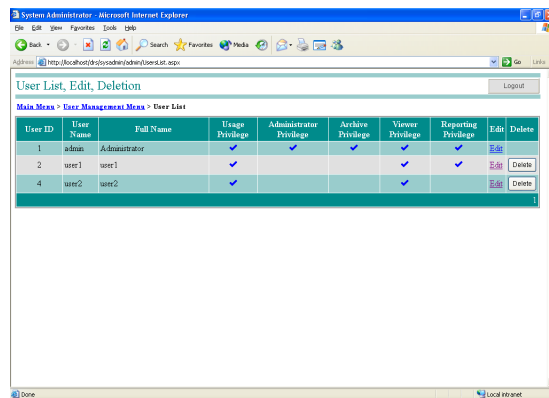 System Administrator - Microsoft Internet Explorer
File Edit View Favorites Tools Help
Back Search Favorites Media
Address http://localhost/drs/sysadmin/admin/UsersList.aspx Go Links
User List, Edit, Deletion Logout
Main Menu > User Management Menu > User List
User ID User Name Full Name Usage Privilege Administrator Privilege Archive Privilege Viewer Privilege Reporting Privilege Edit Delete
1 admin Administrator Edit
2 user1 user1 Edit Delete
4 user2 user2 Edit Delete
1
Done Local intranet